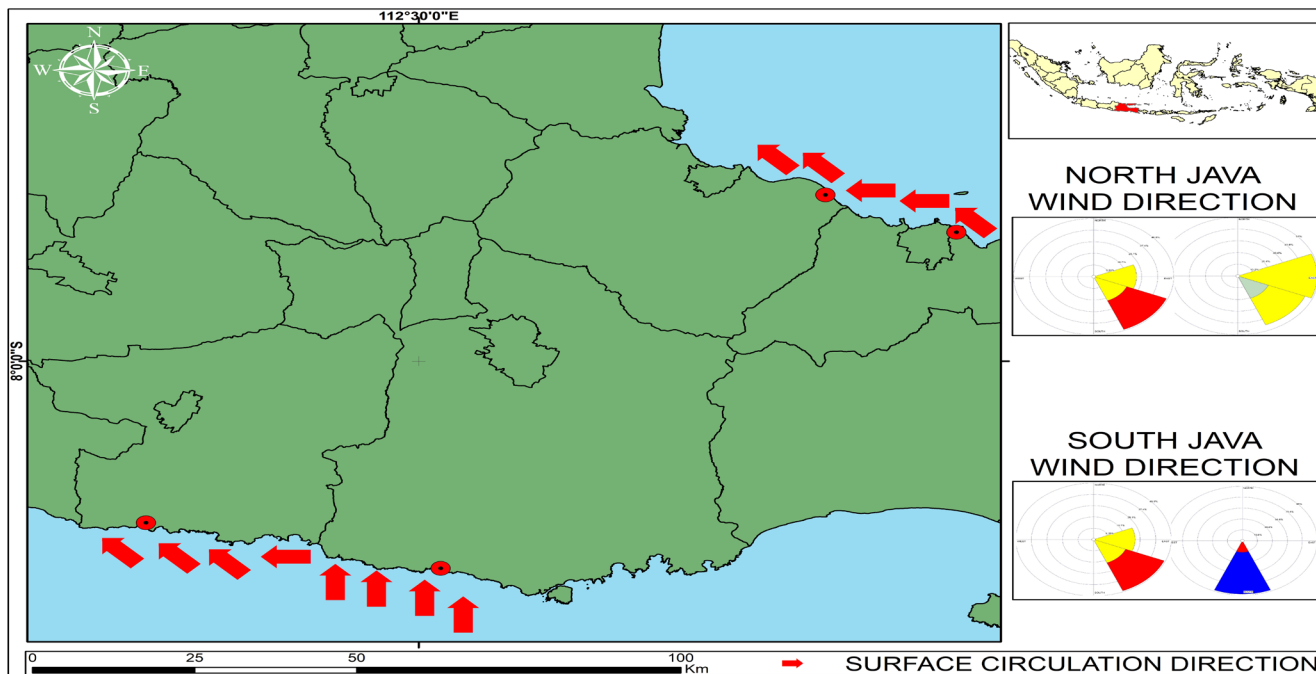 112°30'0"E
N
W E
S
8°0'0"S
NORTH JAVA
WIND DIRECTION
SOUTH JAVA
WIND DIRECTION
0 25 50 100
Km
SURFACE CIRCULATION DIRECTION